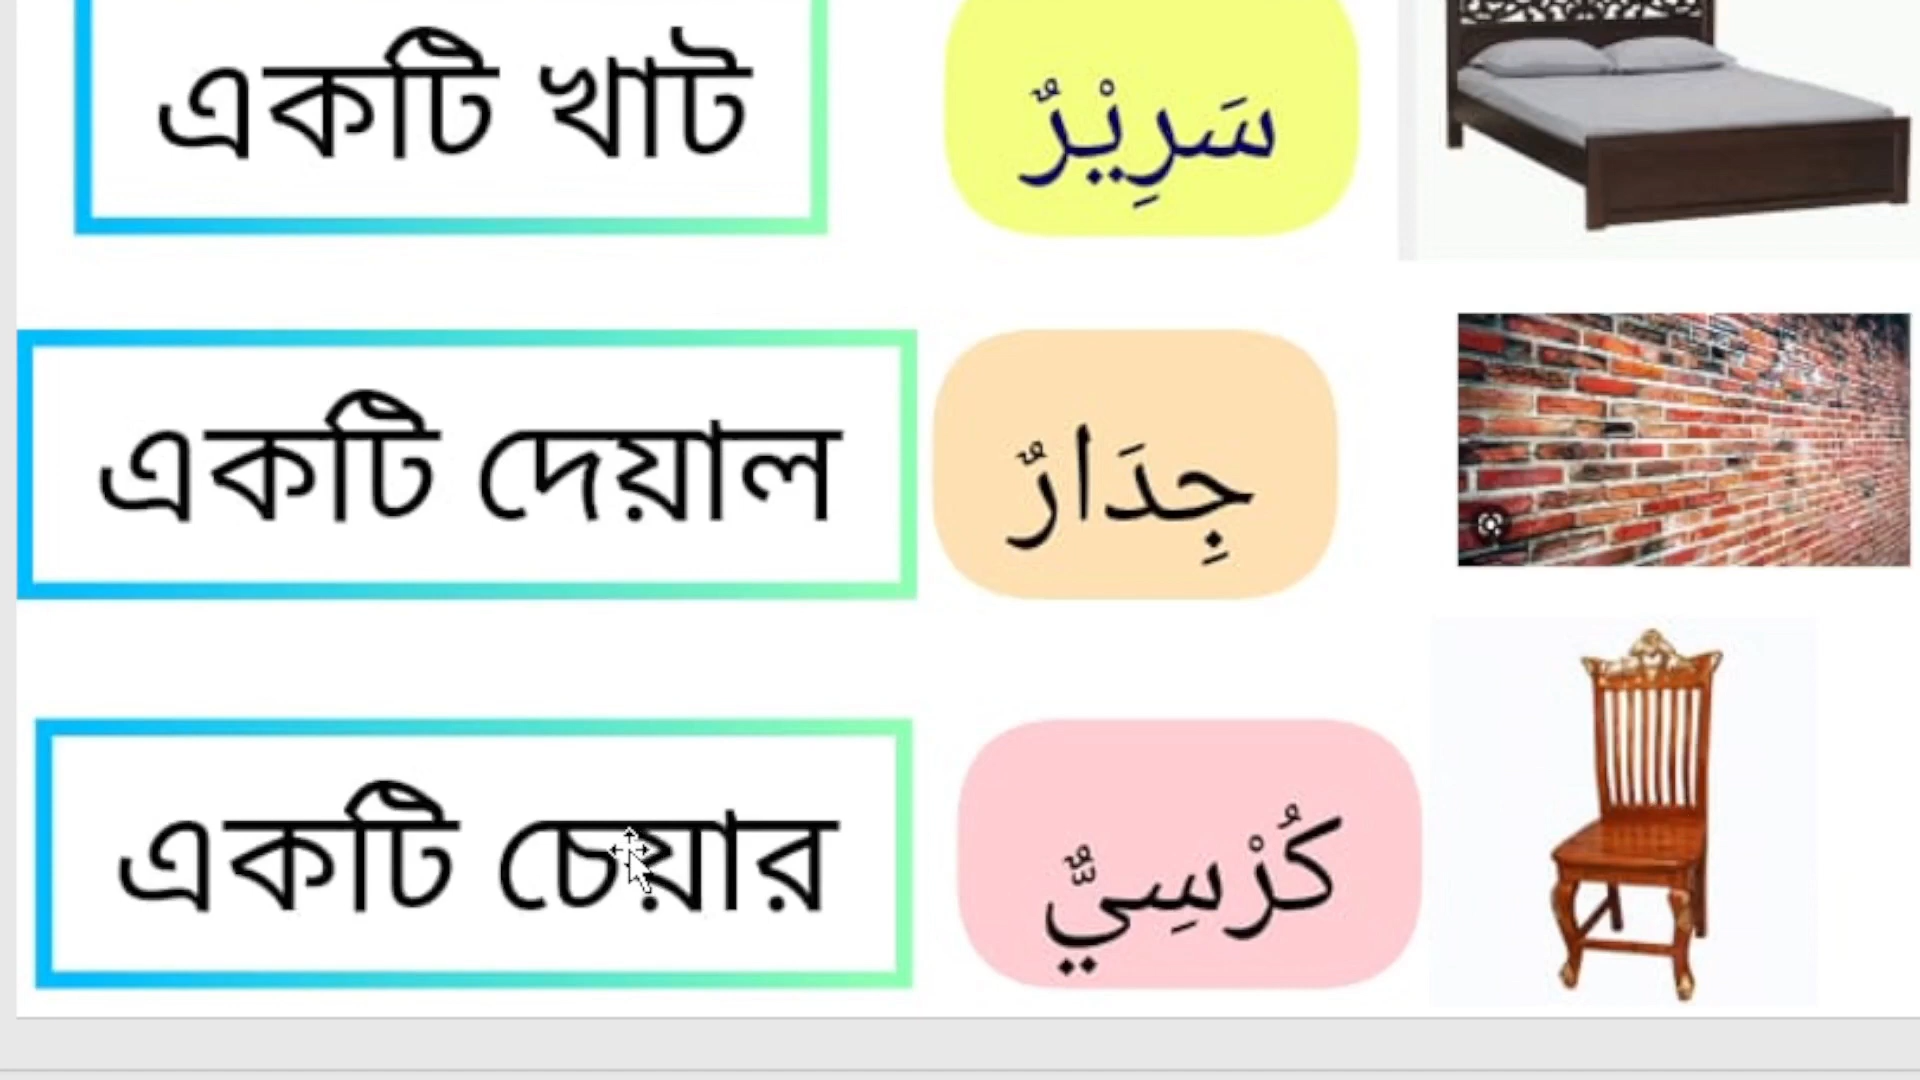 একটি খাট سَرِيْرٌ
একটি দেয়াল جِدَارٌ
একটি চেয়ার كُرْسِيٌّ